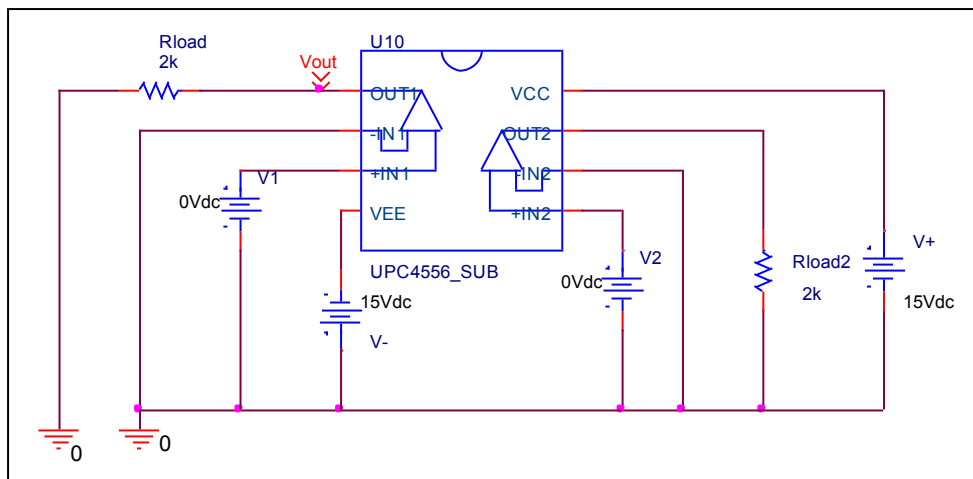 Rload
2k
Vout
U10
OUT1
VCC
-IN1
OUT2
+IN1
-IN2
V1
0Vdc
VEE
+IN2
V+
V2
Rload2
UPC4556_SUB
0Vdc
2k
15Vdc
15Vdc
V-
0
0